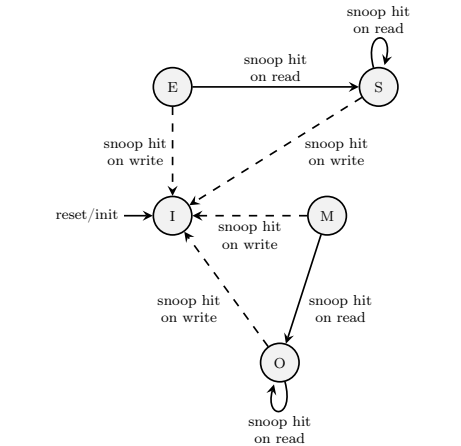 snoop hit
on read
snoop hit
on read
E
S
snoop hit
on write
snoop hit
on write
reset/init
I
M
snoop hit
on write
snoop hit
on write
snoop hit
on read
O
snoop hit
on read